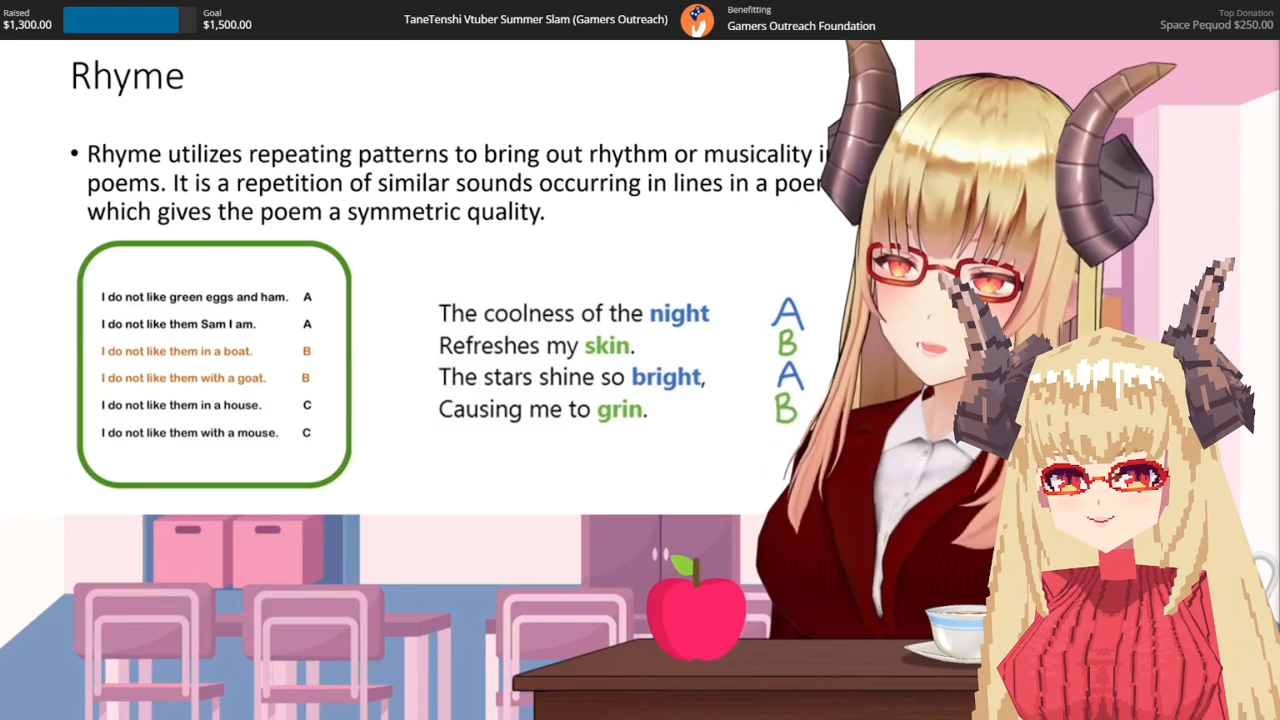 Raised
$1,300.00
Goal
$1,500.00
TaneTenshi Vtuber Summer Slam (Gamers Outreach)
Benefitting
Gamers Outreach Foundation
Top Donation
Space Pequod $250.00
Rhyme
• Rhyme utilizes repeating patterns to bring out rhythm or musicality
poems. It is a repetition of similar sounds occurring in lines in a
which gives the poem a symmetric quality.
I do not like green eggs and ham. A
I do not like them Sam I am. A
I do not like them in a boat. B
I do not like them with a goat. B
I do not like them in a house. C
I do not like them with a mouse. C
The coolness of the night A
Refreshes my skin. B
The stars shine so bright, A
Causing me to grin. B